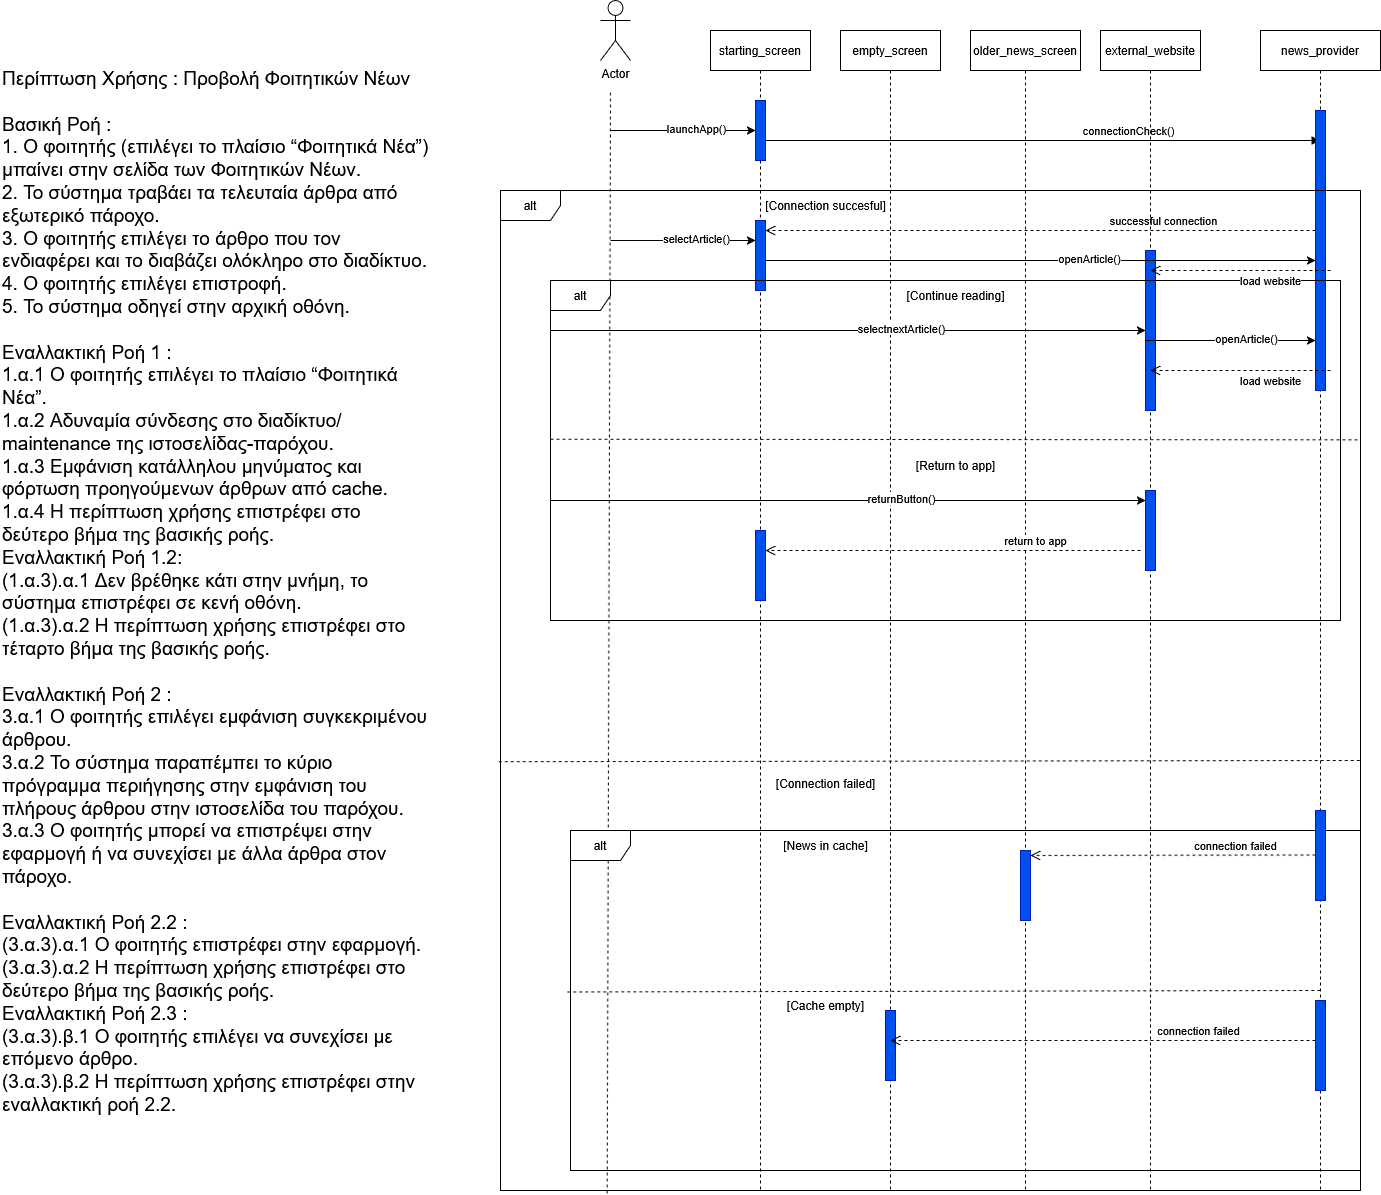 Περίπτωση Χρήσης : Προβολή Φοιτητικών Νέων
Βασική Ροή :
1. Ο φοιτητής (επιλέγει το πλαίσιο “Φοιτητικά Νέα”)
μπαίνει στην σελίδα των Φοιτητικών Νέων.
2. Το σύστημα τραβάει τα τελευταία άρθρα από
εξωτερικό πάροχο.
3. Ο φοιτητής επιλέγει το άρθρο που τον
ενδιαφέρει και το διαβάζει ολόκληρο στο διαδίκτυο.
4. Ο φοιτητής επιλέγει επιστροφή.
5. Το σύστημα οδηγεί στην αρχική οθόνη.
Εναλλακτική Ροή 1 :
1.α.1 Ο φοιτητής επιλέγει το πλαίσιο “Φοιτητικά
Νέα”.
1.α.2 Αδυναμία σύνδεσης στο διαδίκτυο/
maintenance της ιστοσελίδας-παρόχου.
1.α.3 Εμφάνιση κατάλληλου μηνύματος και
φόρτωση προηγούμενων άρθρων από cache.
1.α.4 Η περίπτωση χρήσης επιστρέφει στο
δεύτερο βήμα της βασικής ροής.
Εναλλακτική Ροή 1.2:
(1.α.3).α.1 Δεν βρέθηκε κάτι στην μνήμη, το
σύστημα επιστρέφει σε κενή οθόνη.
(1.α.3).α.2 Η περίπτωση χρήσης επιστρέφει στο
τέταρτο βήμα της βασικής ροής.
Εναλλακτική Ροή 2 :
3.α.1 Ο φοιτητής επιλέγει εμφάνιση συγκεκριμένου
άρθρου.
3.α.2 Το σύστημα παραπέμπει το κύριο
πρόγραμμα περιήγησης στην εμφάνιση του
πλήρους άρθρου στην ιστοσελίδα του παρόχου.
3.α.3 Ο φοιτητής μπορεί να επιστρέψει στην
εφαρμογή ή να συνεχίσει με άλλα άρθρα στον
πάροχο.
Εναλλακτική Ροή 2.2 :
(3.α.3).α.1 Ο φοιτητής επιστρέφει στην εφαρμογή.
(3.α.3).α.2 Η περίπτωση χρήσης επιστρέφει στο
δεύτερο βήμα της βασικής ροής.
Εναλλακτική Ροή 2.3 :
(3.α.3).β.1 Ο φοιτητής επιλέγει να συνεχίσει με
επόμενο άρθρο.
(3.α.3).β.2 Η περίπτωση χρήσης επιστρέφει στην
εναλλακτική ροή 2.2.
Actor
starting_screen
empty_screen
older_news_screen
external_website
news_provider
launchApp()
connectionCheck()
alt
[Connection succesful]
successful connection
selectArticle()
openArticle()
load website
alt
[Continue reading]
selectnextArticle()
openArticle()
load website
[Return to app]
returnButton()
return to app
[Connection failed]
alt
[News in cache]
connection failed
[Cache empty]
connection failed